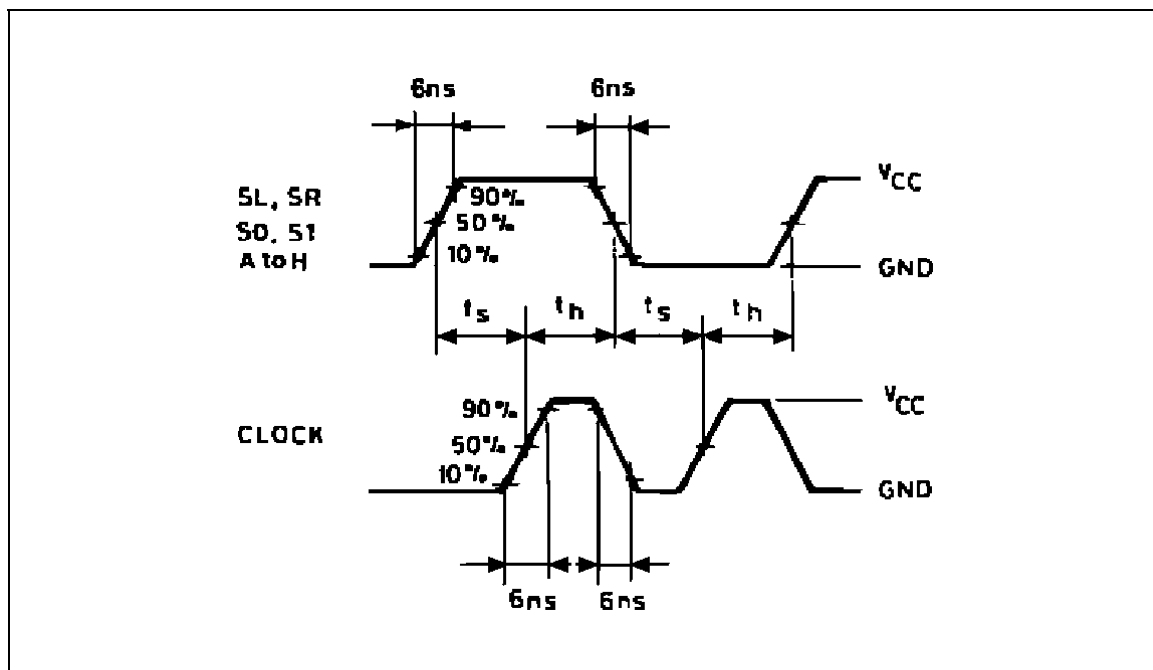 6ns 6ns
VCC
SL, SR
90%
S0, S1
50%
A to H
10%
GND
ts th ts th
VCC
90%
CLOCK
50%
10%
GND
6ns 6ns